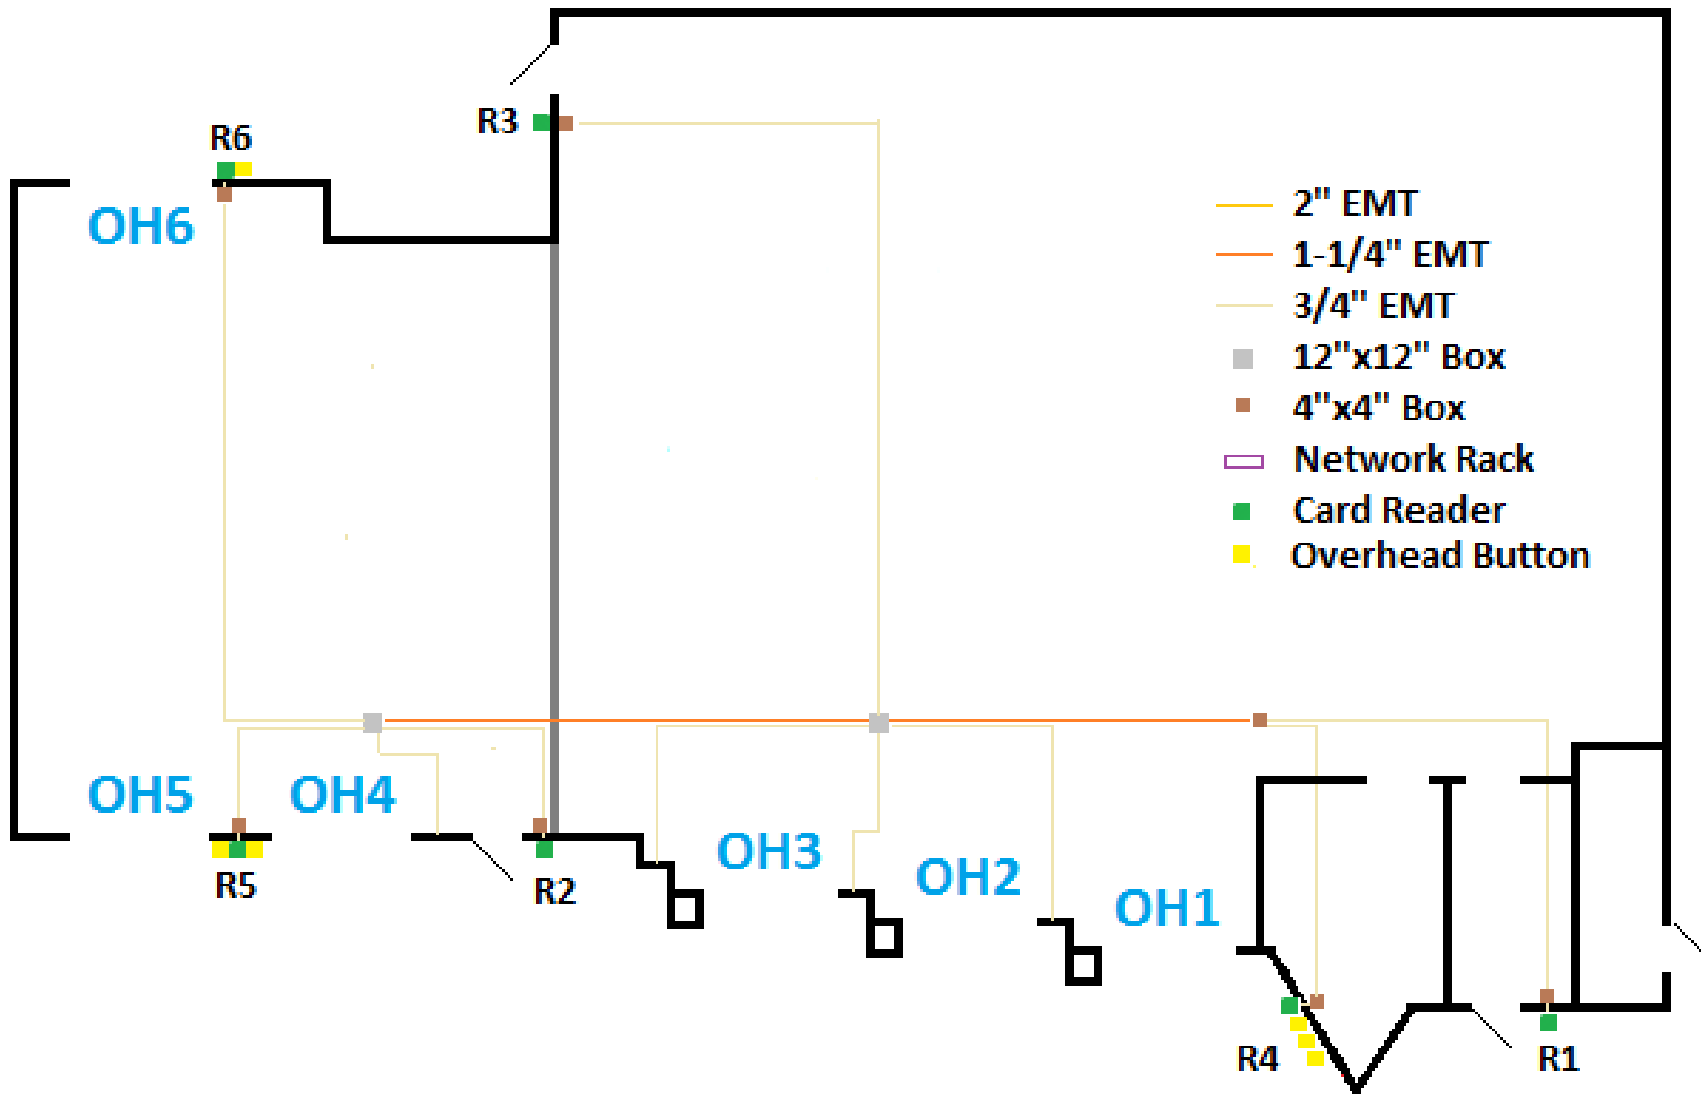 R3
R6
OH6
2" EMT
1-1/4" EMT
3/4" EMT
12"x12" Box
4"x4" Box
Network Rack
Card Reader
Overhead Button
OH5
OH4
OH3
OH2
OH1
R5
R2
R4
R1